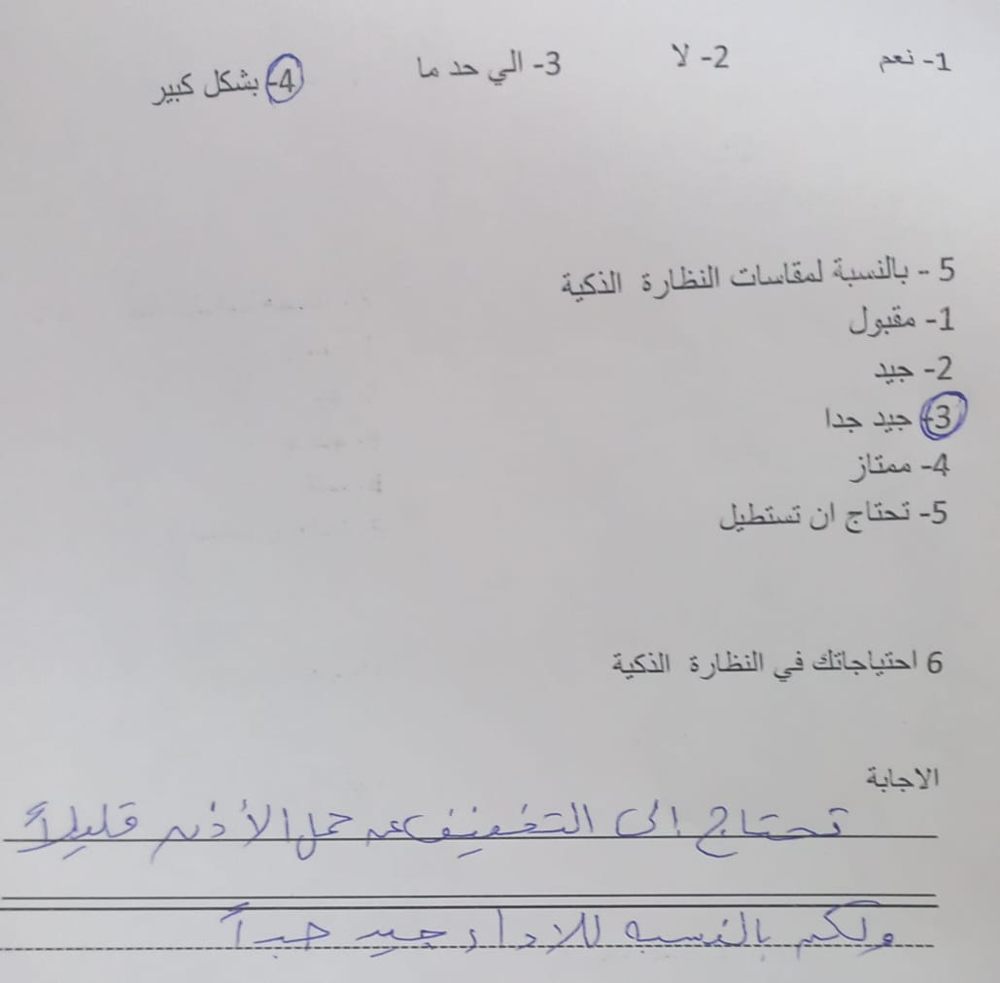 1- نعم 2- لا 3- الي حد ما 4- بشكل كبير
5 - بالنسبة لمقاسات النظارة الذكية
1- مقبول
2- جيد
3- جيد جدا
4- ممتاز
5- تحتاج ان تستطيل
6 احتياجاتك في النظارة الذكية
الاجابة
تحتاج إلى التخفيف عن حمل الأذن قليلاً
ولكن بالنسبه للاداء جيد جداً